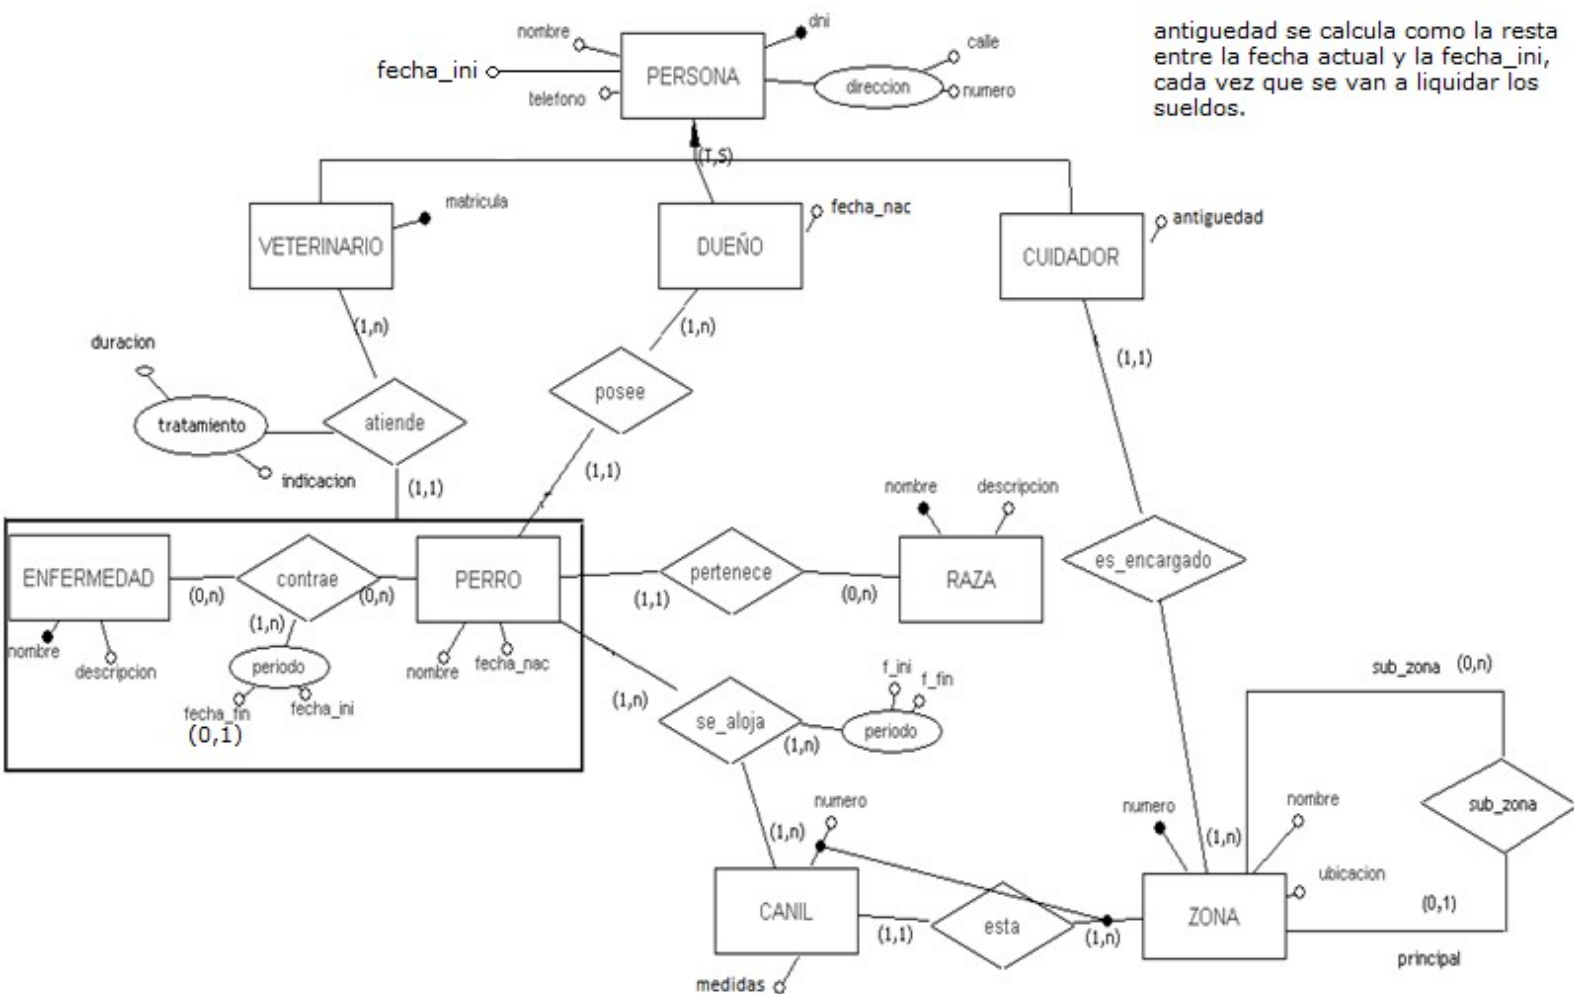 nombre
dni
antiguedad se calcula como la resta
entre la fecha actual y la fecha_ini,
cada vez que se van a liquidar los
sueldos.
calle
fecha_ini
PERSONA
direccion
numero
telefono
(T,S)
matricula
fecha_nac
antiguedad
VETERINARIO
DUEÑO
CUIDADOR
(1,n)
(1,n)
duracion
(1,1)
posee
tratamiento
atiende
indicacion
(1,1)
(1,1)
nombre
descripcion
ENFERMEDAD
contrae
PERRO
pertenece
RAZA
es_encargado
(0,n)
(0,n)
(1,1)
(0,n)
(1,n)
nombre
descripcion
periodo
nombre
fecha_nac
fecha_fin
fecha_ini
(0,1)
f_ini
f_fin
sub_zona
(0,n)
(1,n)
se_aloja
(1,n)
periodo
numero
numero
nombre
sub_zona
(1,n)
(1,n)
ubicacion
CANIL
(1,1)
esta
(1,n)
ZONA
(0,1)
principal
medidas